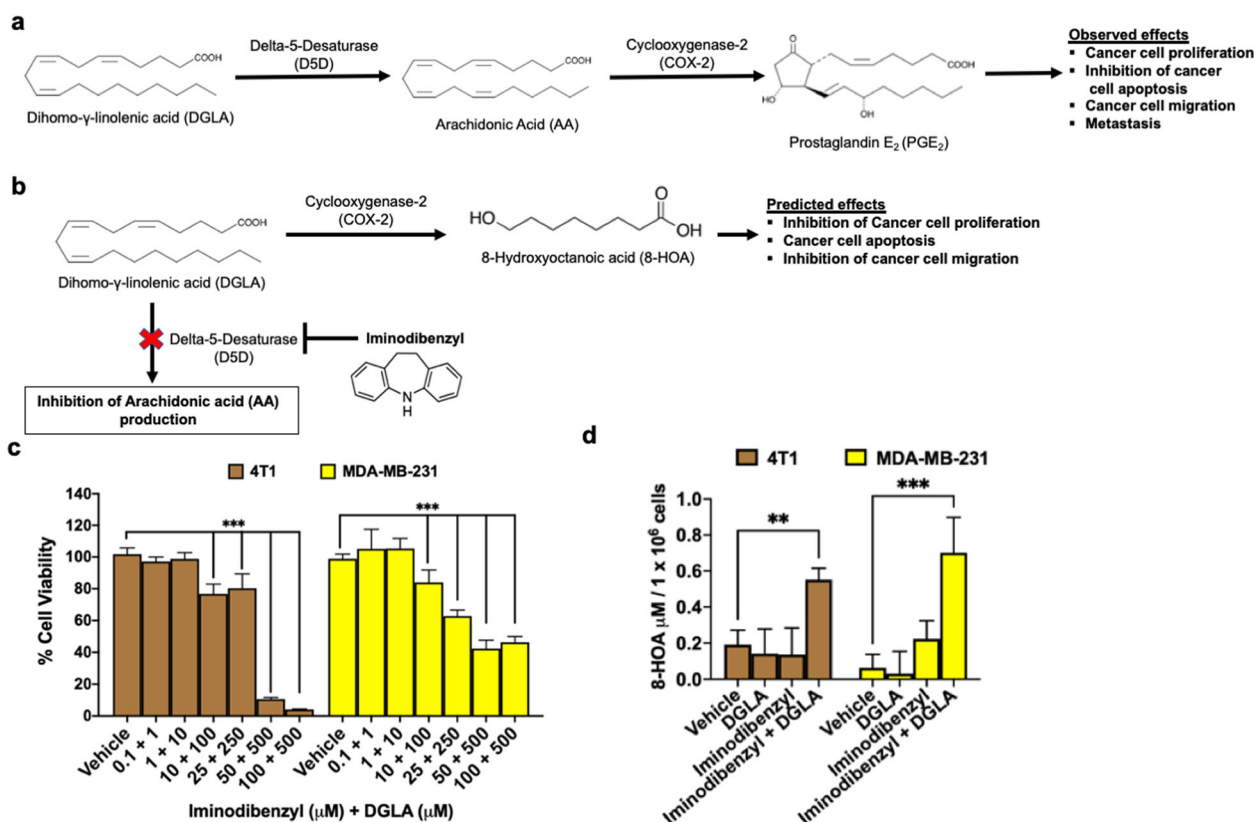 a
COOH
Dihomo-γ-linolenic acid (DGLA)
Delta-5-Desaturase
(D5D)
COOH
Arachidonic Acid (AA)
Cyclooxygenase-2
(COX-2)
O
COOH
HO
OH
Prostaglandin E₂ (PGE₂)
Observed effects
▪ Cancer cell proliferation
▪ Inhibition of cancer
cell apoptosis
▪ Cancer cell migration
▪ Metastasis
b
COOH
Dihomo-γ-linolenic acid (DGLA)
Cyclooxygenase-2
(COX-2)
HO
O
OH
8-Hydroxyoctanoic acid (8-HOA)
Predicted effects
▪ Inhibition of Cancer cell proliferation
▪ Cancer cell apoptosis
▪ Inhibition of cancer cell migration
Delta-5-Desaturase
(D5D)
Iminodibenzyl
N
H
Inhibition of Arachidonic acid (AA)
production
c
4T1 MDA-MB-231
% Cell Viability
140
120
100
80
60
40
20
0
***
***
Vehicle
0.1 + 1
1 + 10
10 + 100
25 + 250
50 + 500
100 + 500
Vehicle
0.1 + 1
1 + 10
10 + 100
25 + 250
50 + 500
100 + 500
Iminodibenzyl (µM) + DGLA (µM)
d
4T1 MDA-MB-231
8-HOA µM / 1 x 10⁶ cells
1.0
0.8
0.6
0.4
0.2
0.0
**
***
Vehicle
DGLA
Iminodibenzyl
Iminodibenzyl + DGLA
Vehicle
DGLA
Iminodibenzyl
Iminodibenzyl + DGLA